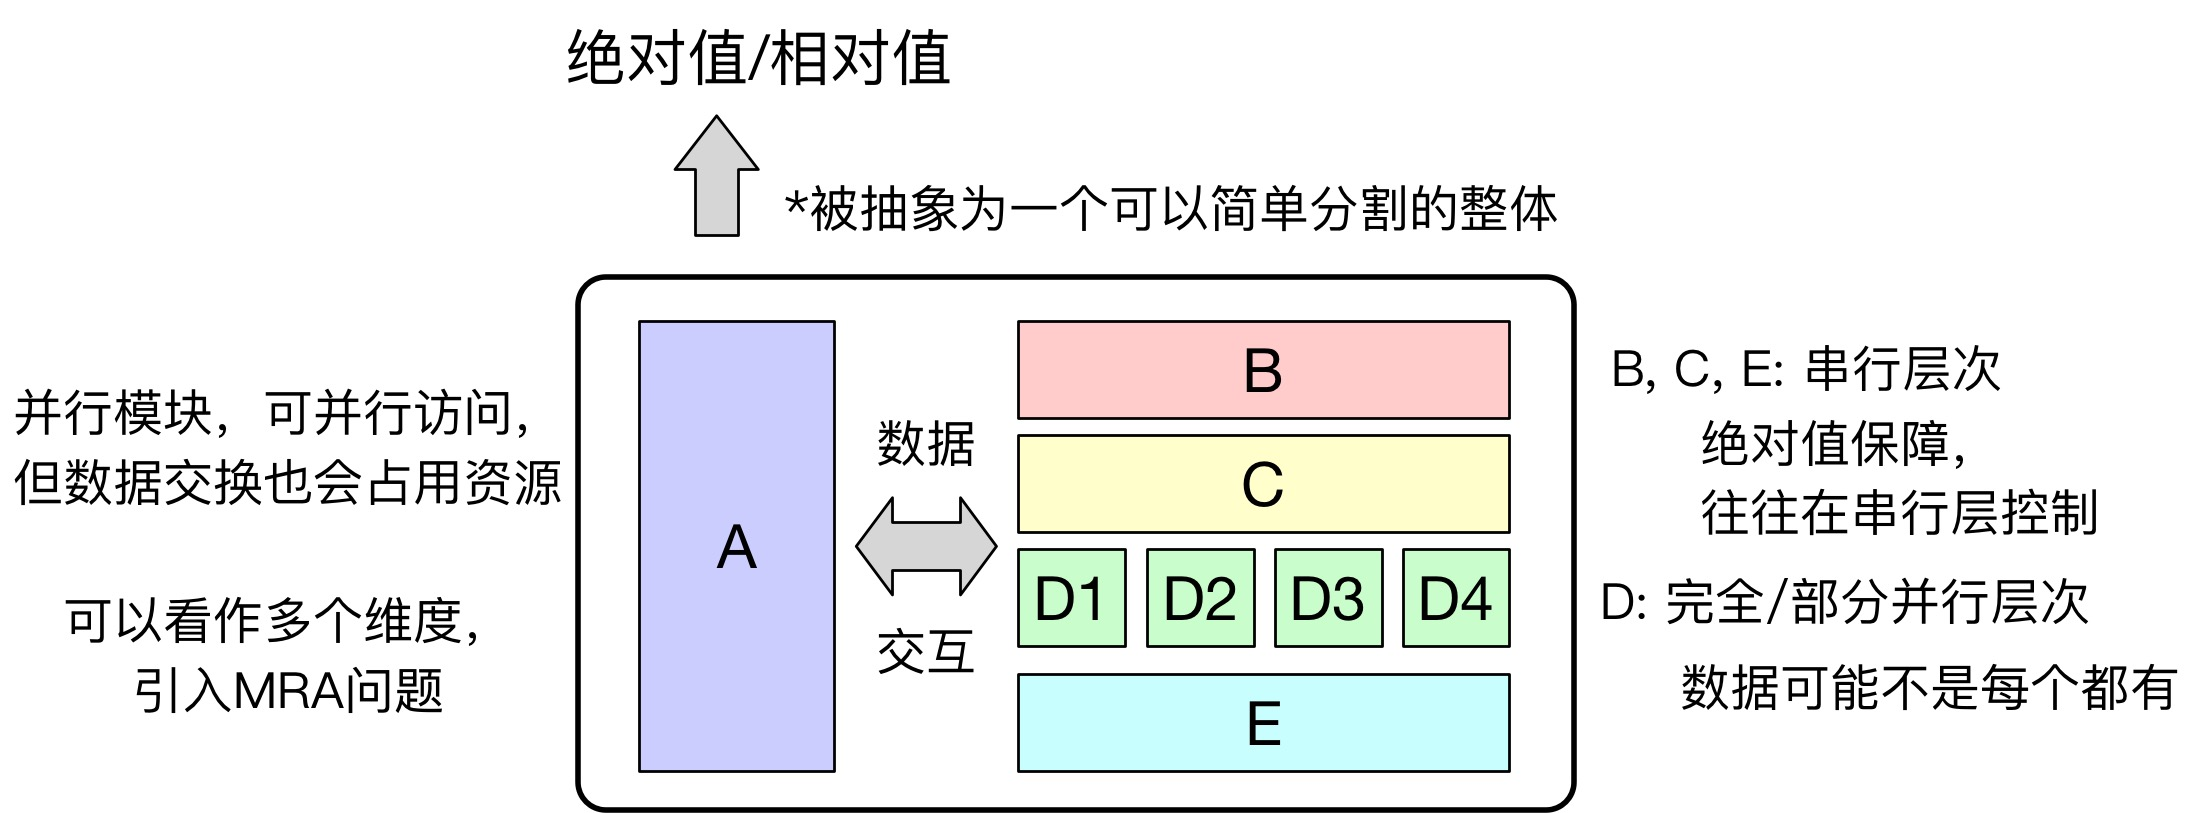 绝对值/相对值
*被抽象为一个可以简单分割的整体
并行模块，可并行访问，
但数据交换也会占用资源
可以看作多个维度，
引入MRA问题
A
数据
交互
B
C
D1 D2 D3 D4
E
B, C, E: 串行层次
绝对值保障，
往往在串行层控制
D: 完全/部分并行层次
数据可能不是每个都有